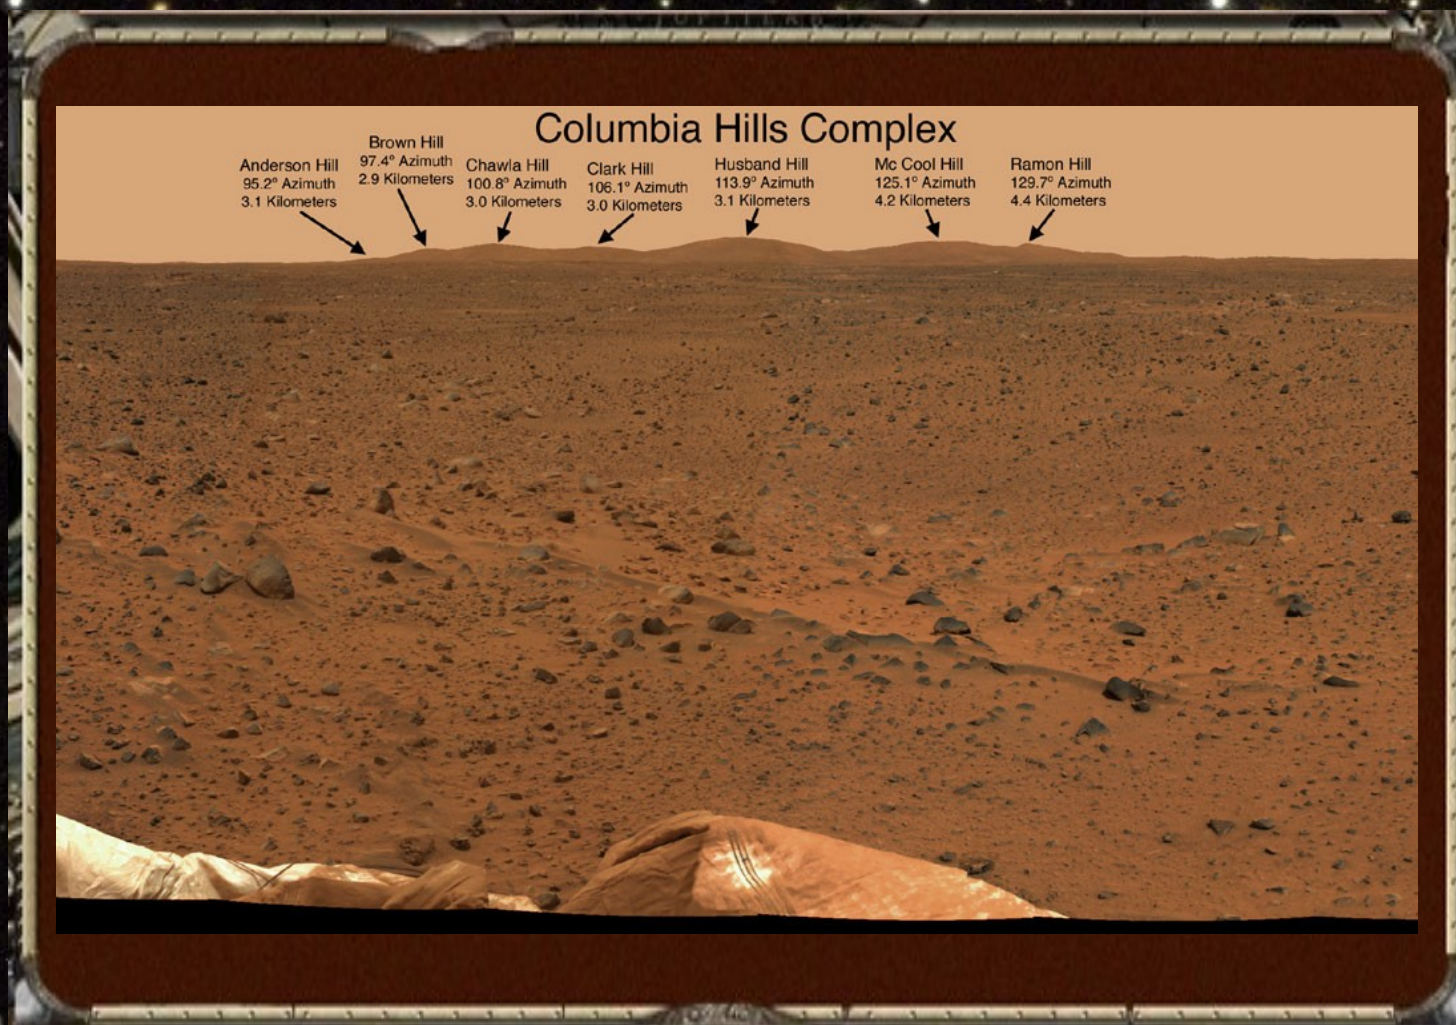 JUPITER 6
Columbia Hills Complex
Anderson Hill
95.2° Azimuth
3.1 Kilometers
Brown Hill
97.4° Azimuth
2.9 Kilometers
Chawla Hill
100.8° Azimuth
3.0 Kilometers
Clark Hill
106.1° Azimuth
3.0 Kilometers
Husband Hill
113.9° Azimuth
3.1 Kilometers
Mc Cool Hill
125.1° Azimuth
4.2 Kilometers
Ramon Hill
129.7° Azimuth
4.4 Kilometers